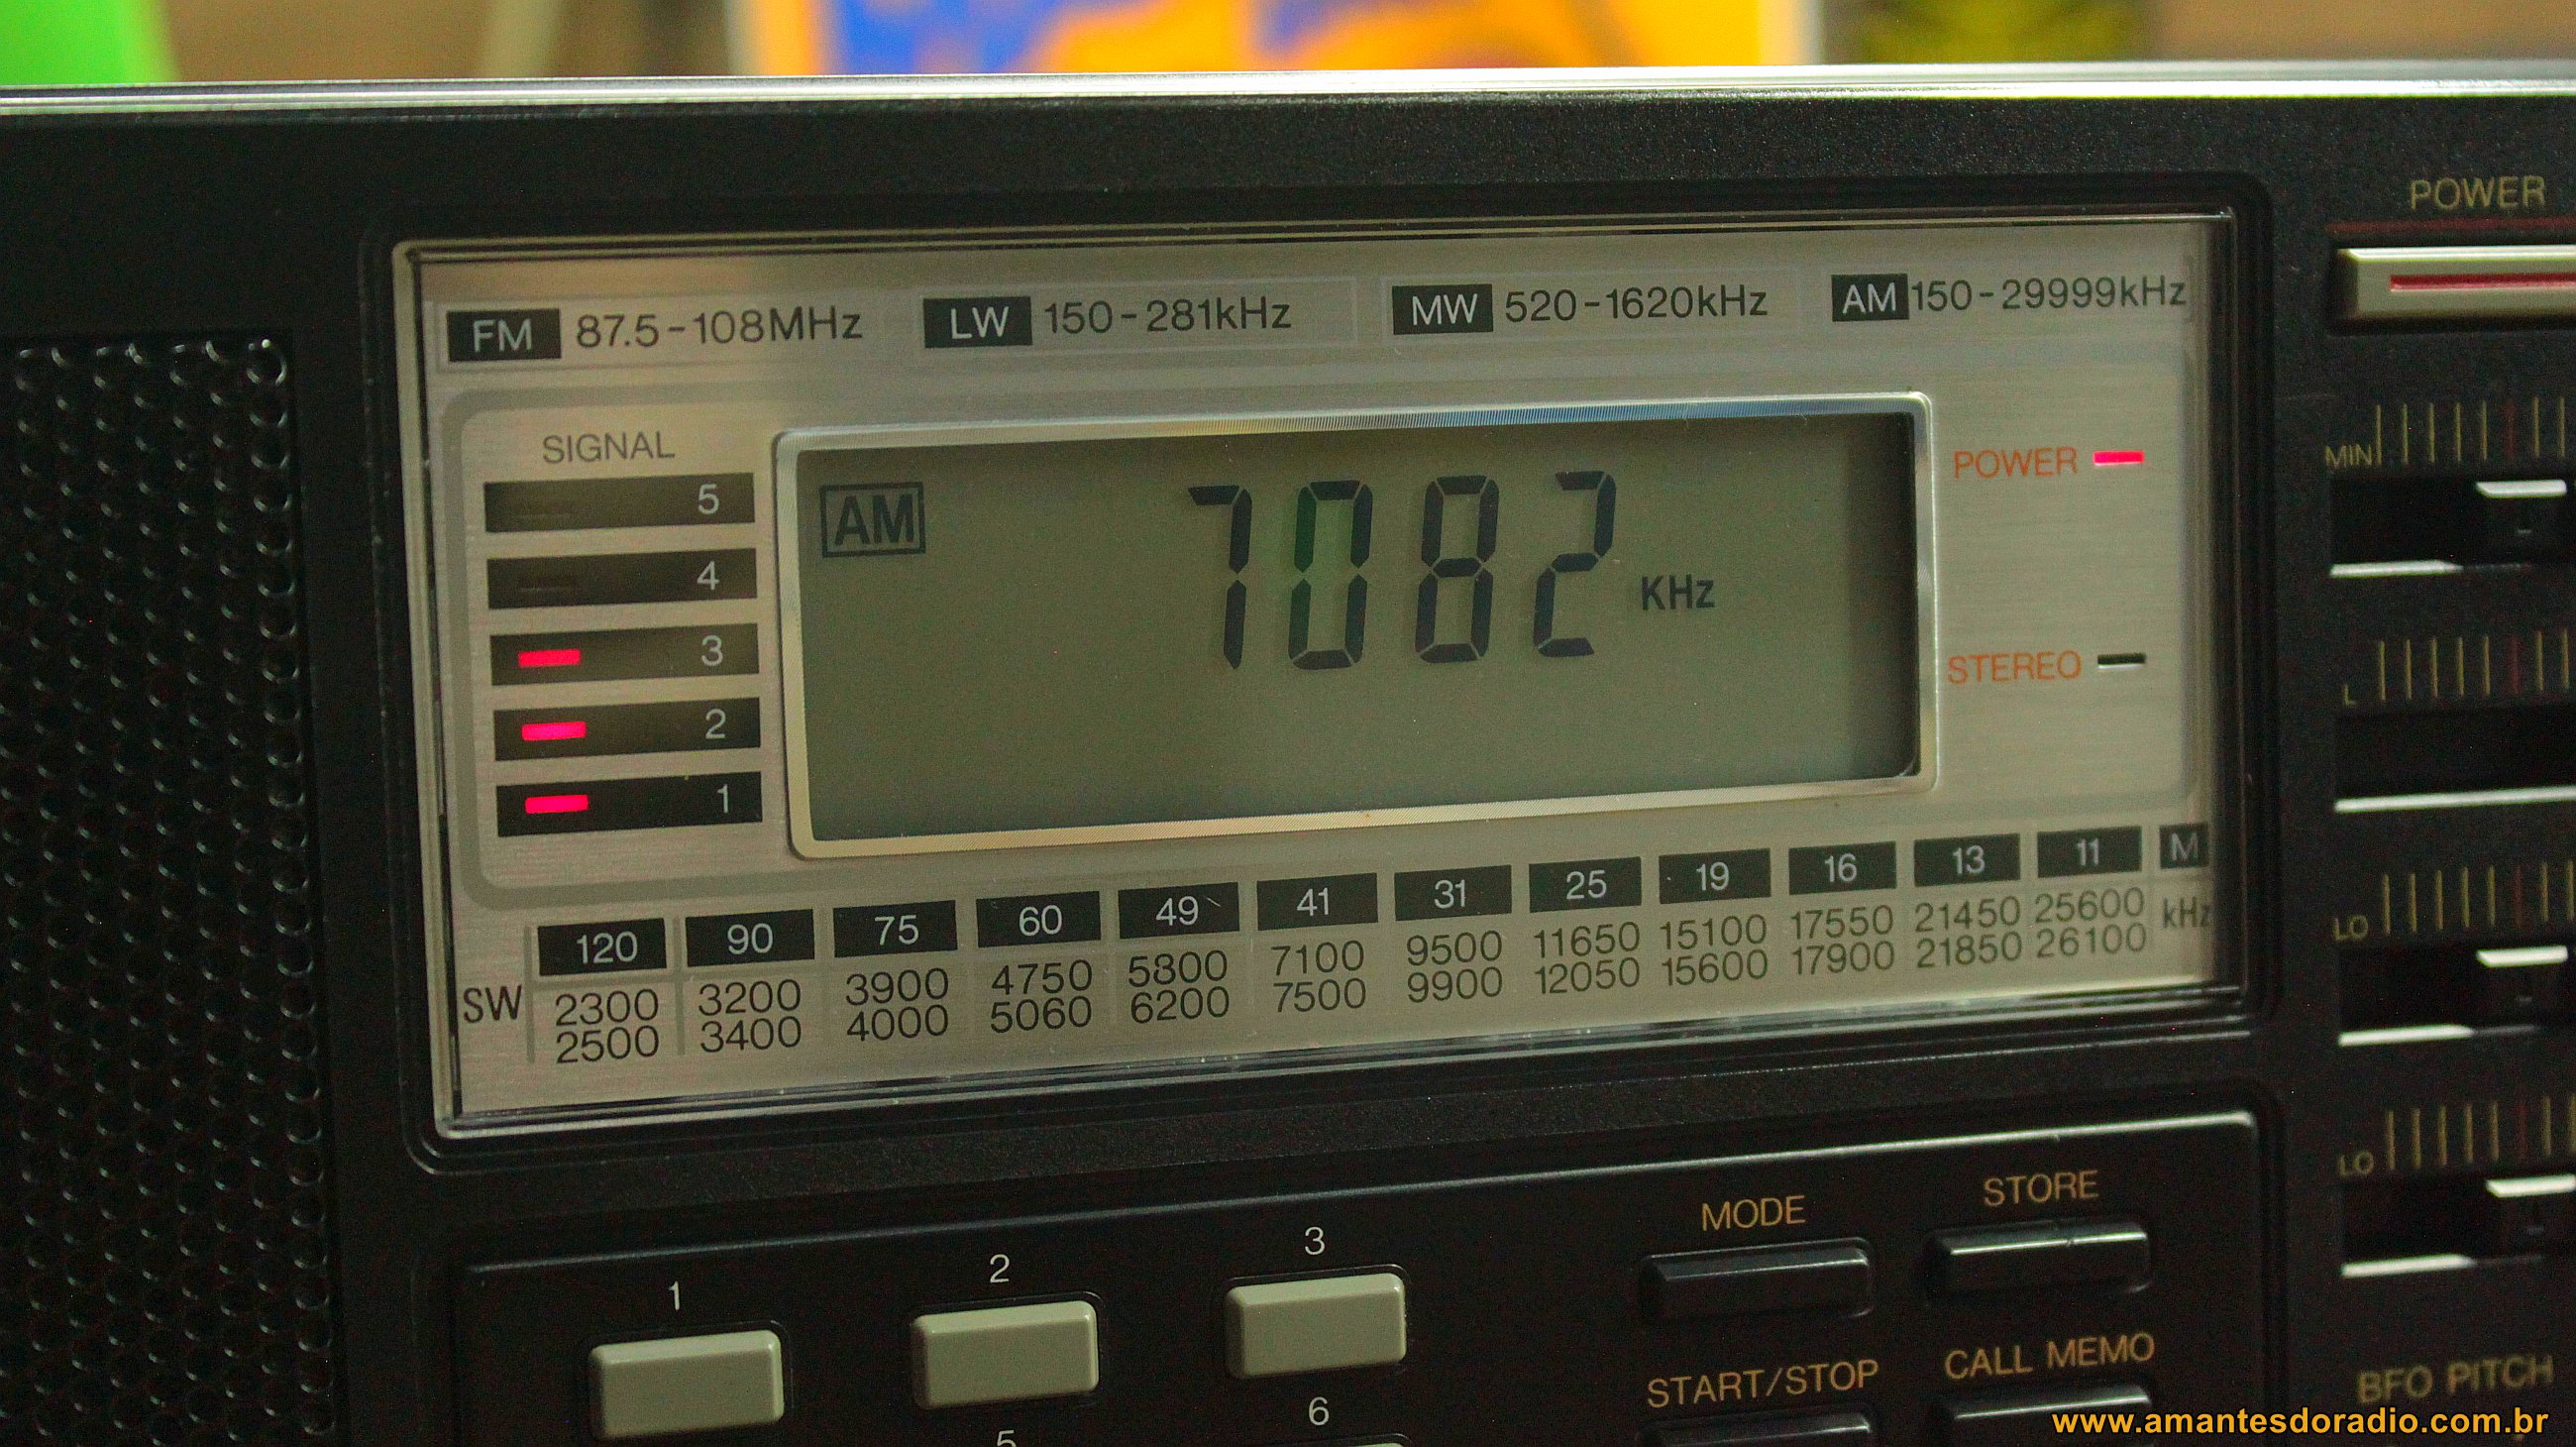 POWER
FM 87.5-108MHz LW 150-281kHz MW 520-1620kHz AM 150-29999kHz
SIGNAL
5
4
3
2
1
AM 7082 KHz
POWER
STEREO
MIN
L
LO
LO
120 90 75 60 49 41 31 25 19 16 13 11 M
SW 2300 3200 3900 4750 5800 7100 9500 11650 15100 17550 21450 25600 kHz
2500 3400 4000 5060 6200 7500 9900 12050 15600 17900 21850 26100
MODE STORE
1 2 3
START/STOP CALL MEMO
5 6
BFO PITCH
www.amantesdoradio.com.br